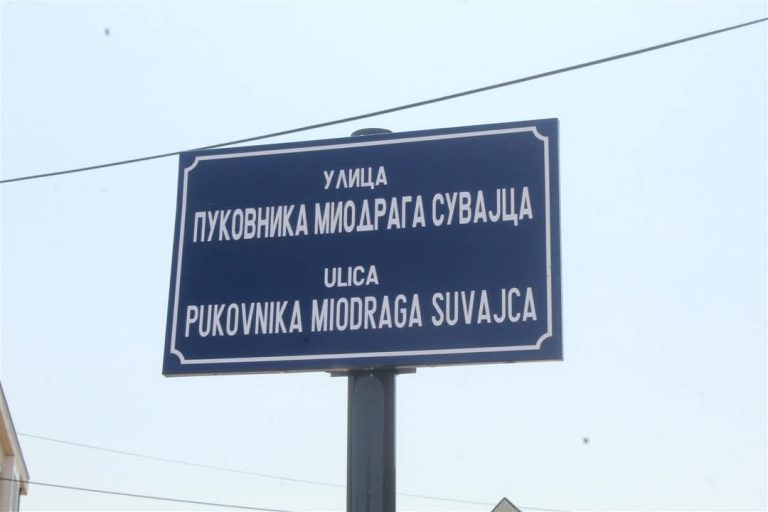 УЛИЦА
ПУКОВНИКА МИОДРАГА СУВАЈЦА
ULICA
PUKOVNIKA MIODRAGA SUVAJCA